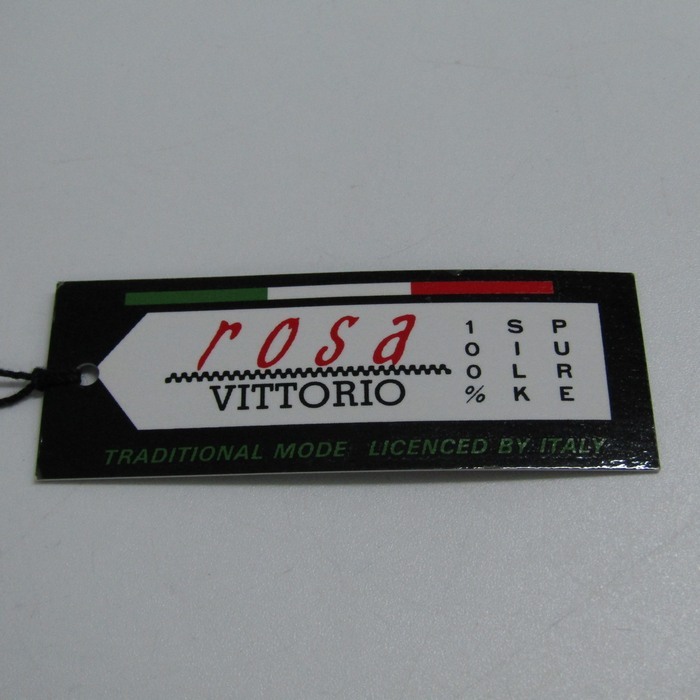 rosa
VITTORIO
100%
SILK
PURE
TRADITIONAL MODE LICENCED BY ITALY